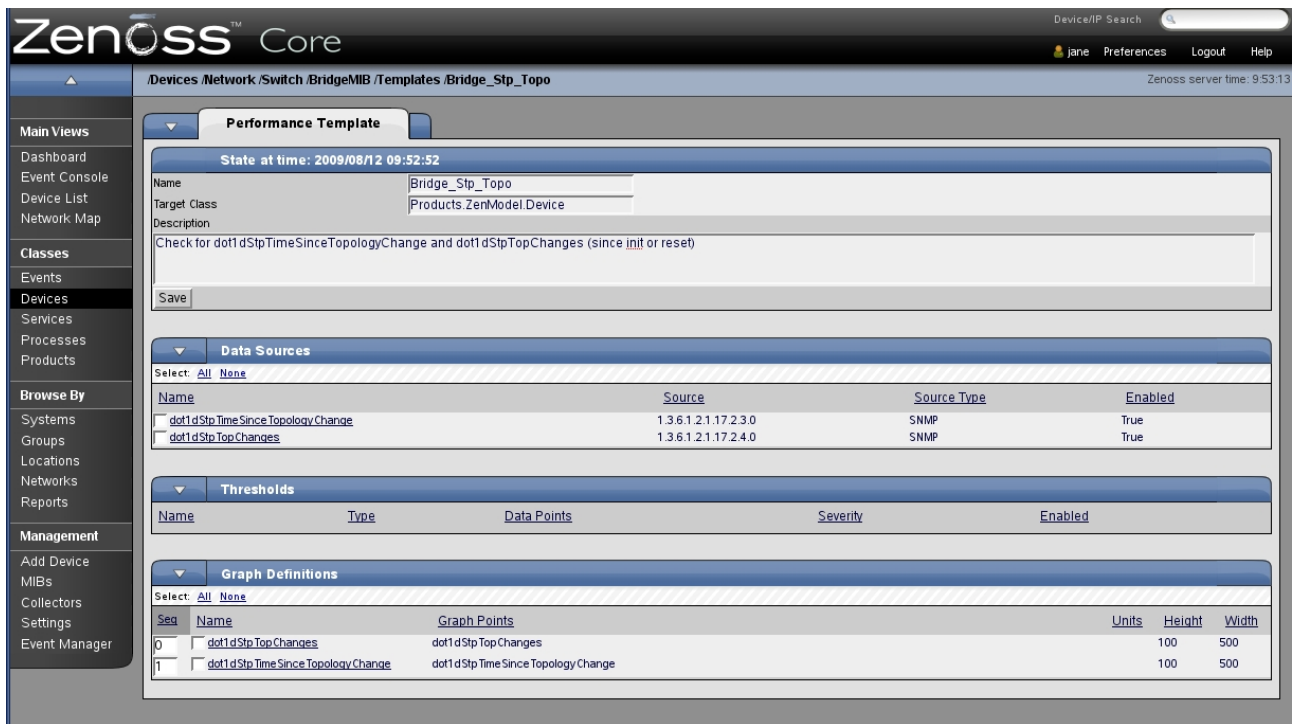 Zenoss™ Core
Device/IP Search
jane Preferences Logout Help
/Devices /Network /Switch /BridgeMIB /Templates /Bridge_Stp_Topo
Zenoss server time: 9:53:13
Main Views
Dashboard
Event Console
Device List
Network Map
Classes
Events
Devices
Services
Processes
Products
Browse By
Systems
Groups
Locations
Networks
Reports
Management
Add Device
MIBs
Collectors
Settings
Event Manager
Performance Template
State at time: 2009/08/12 09:52:52
Name Bridge_Stp_Topo
Target Class Products.ZenModel.Device
Description
Check for dot1dStpTimeSinceTopologyChange and dot1dStpTopChanges (since init or reset)
Save
Data Sources
Select: All None
Name Source Source Type Enabled
dot1dStpTimeSinceTopologyChange 1.3.6.1.2.1.17.2.3.0 SNMP True
dot1dStpTopChanges 1.3.6.1.2.1.17.2.4.0 SNMP True
Thresholds
Name Type Data Points Severity Enabled
Graph Definitions
Select: All None
Seq Name Graph Points Units Height Width
0 dot1dStpTopChanges dot1dStpTopChanges 100 500
1 dot1dStpTimeSinceTopologyChange dot1dStpTimeSinceTopologyChange 100 500